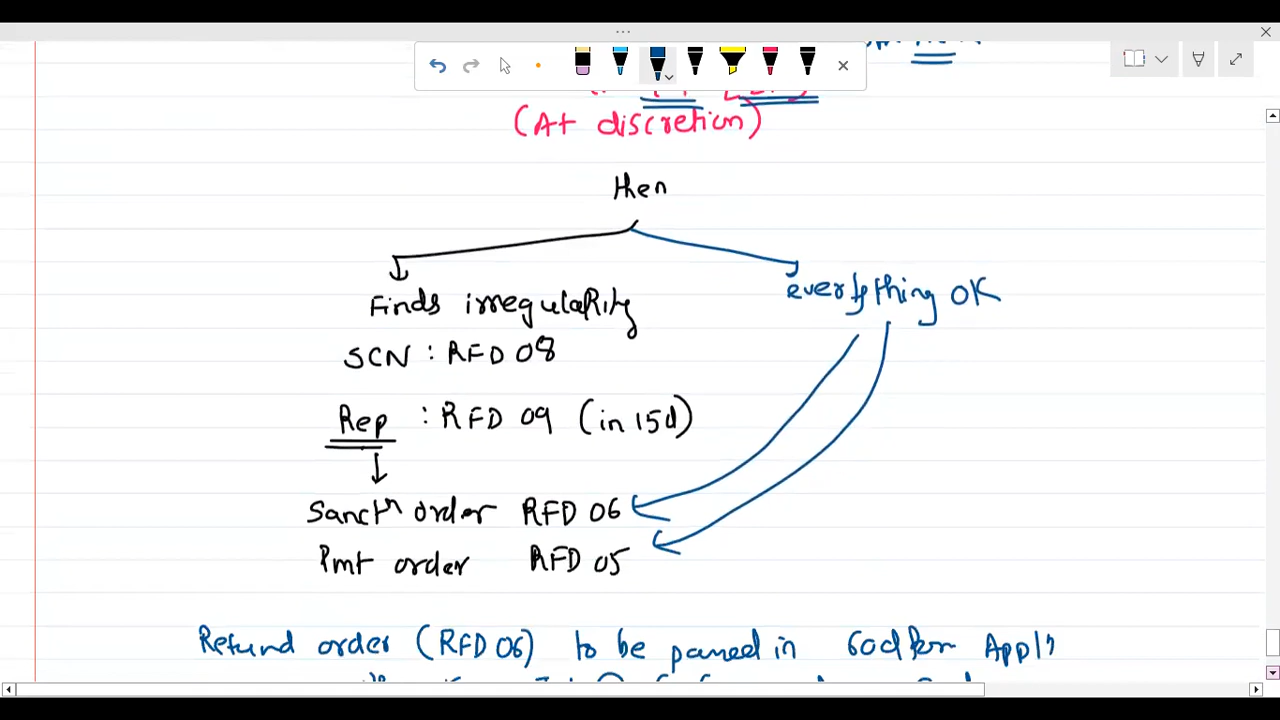 (At discretion)
then
Finds irregularity
everything OK
SCN : RFD 08
Rep : RFD 09 (in 15d)
Sanctn order RFD 06
Pmt order RFD 05
Refund order (RFD 06) to be passed in 60d from Appln